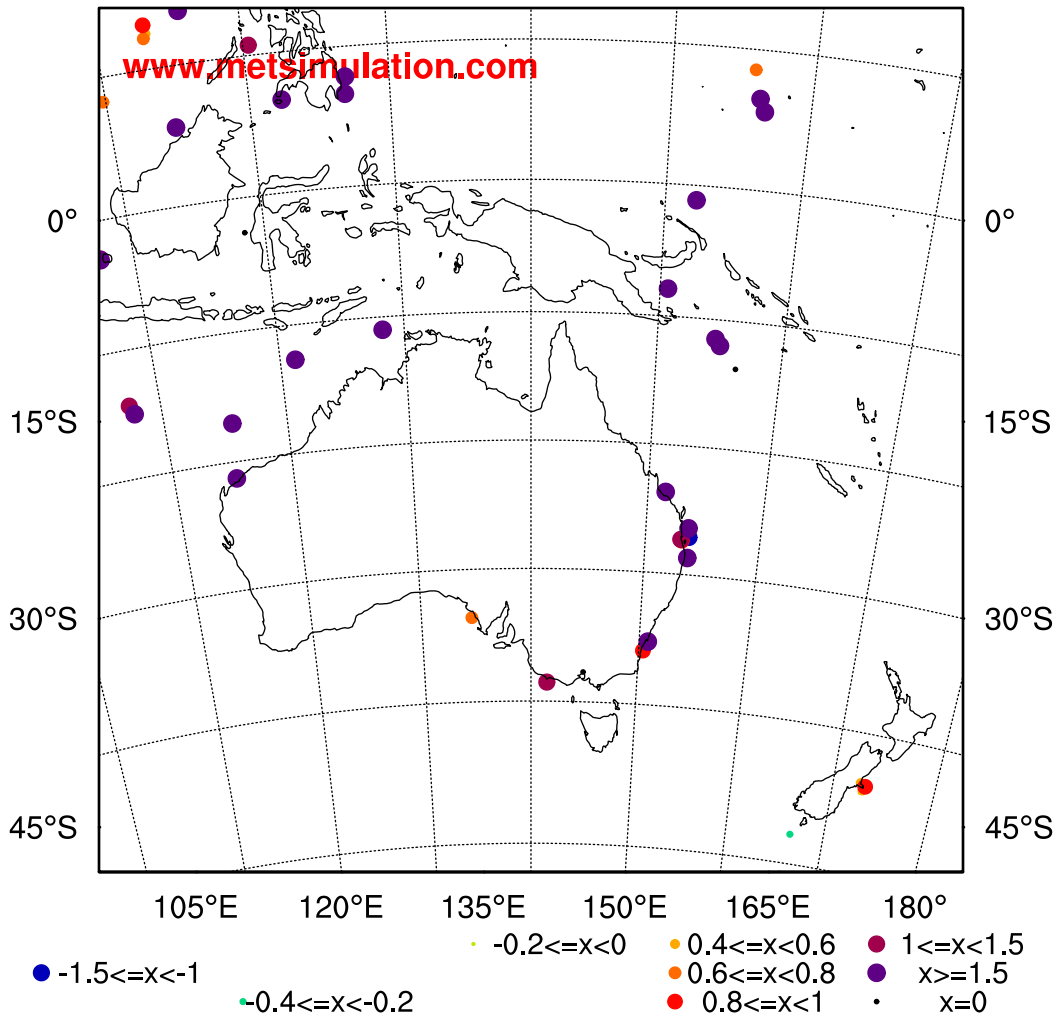 www.metsimulation.com
0° 0°
15°S 15°S
30°S 30°S
45°S 45°S
105°E 120°E 135°E 150°E 165°E 180°
-0.2<=x<0 0.4<=x<0.6 1<=x<1.5
-1.5<=x<-1 0.6<=x<0.8 x>=1.5
-0.4<=x<-0.2 0.8<=x<1 x=0